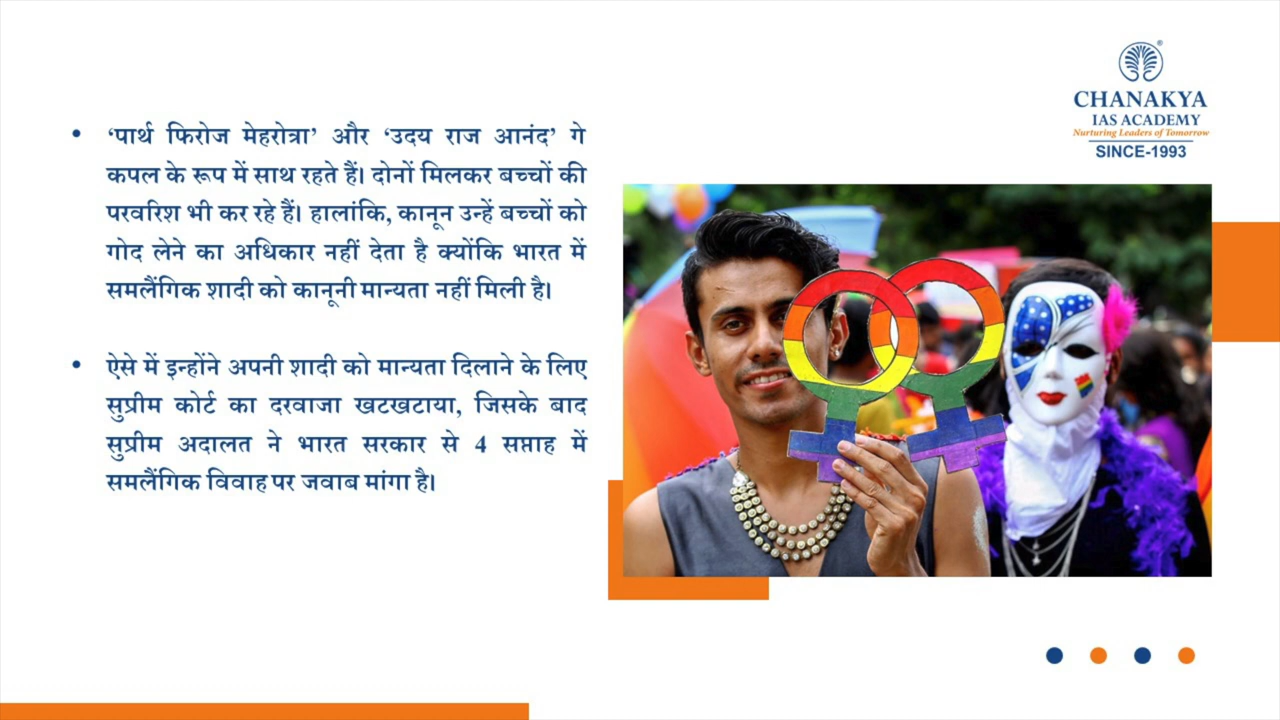 CHANAKYA
IAS ACADEMY
Nurturing Leaders of Tomorrow
SINCE-1993
• ‘पार्थ फिरोज मेहरोत्रा’ और ‘उदय राज आनंद’ गे
कपल के रूप में साथ रहते हैं। दोनों मिलकर बच्चों की
परवरिश भी कर रहे हैं। हालांकि, कानून उन्हें बच्चों को
गोद लेने का अधिकार नहीं देता है क्योंकि भारत में
समलैंगिक शादी को कानूनी मान्यता नहीं मिली है।
• ऐसे में इन्होंने अपनी शादी को मान्यता दिलाने के लिए
सुप्रीम कोर्ट का दरवाजा खटखटाया, जिसके बाद
सुप्रीम अदालत ने भारत सरकार से 4 सप्ताह में
समलैंगिक विवाह पर जवाब मांगा है।